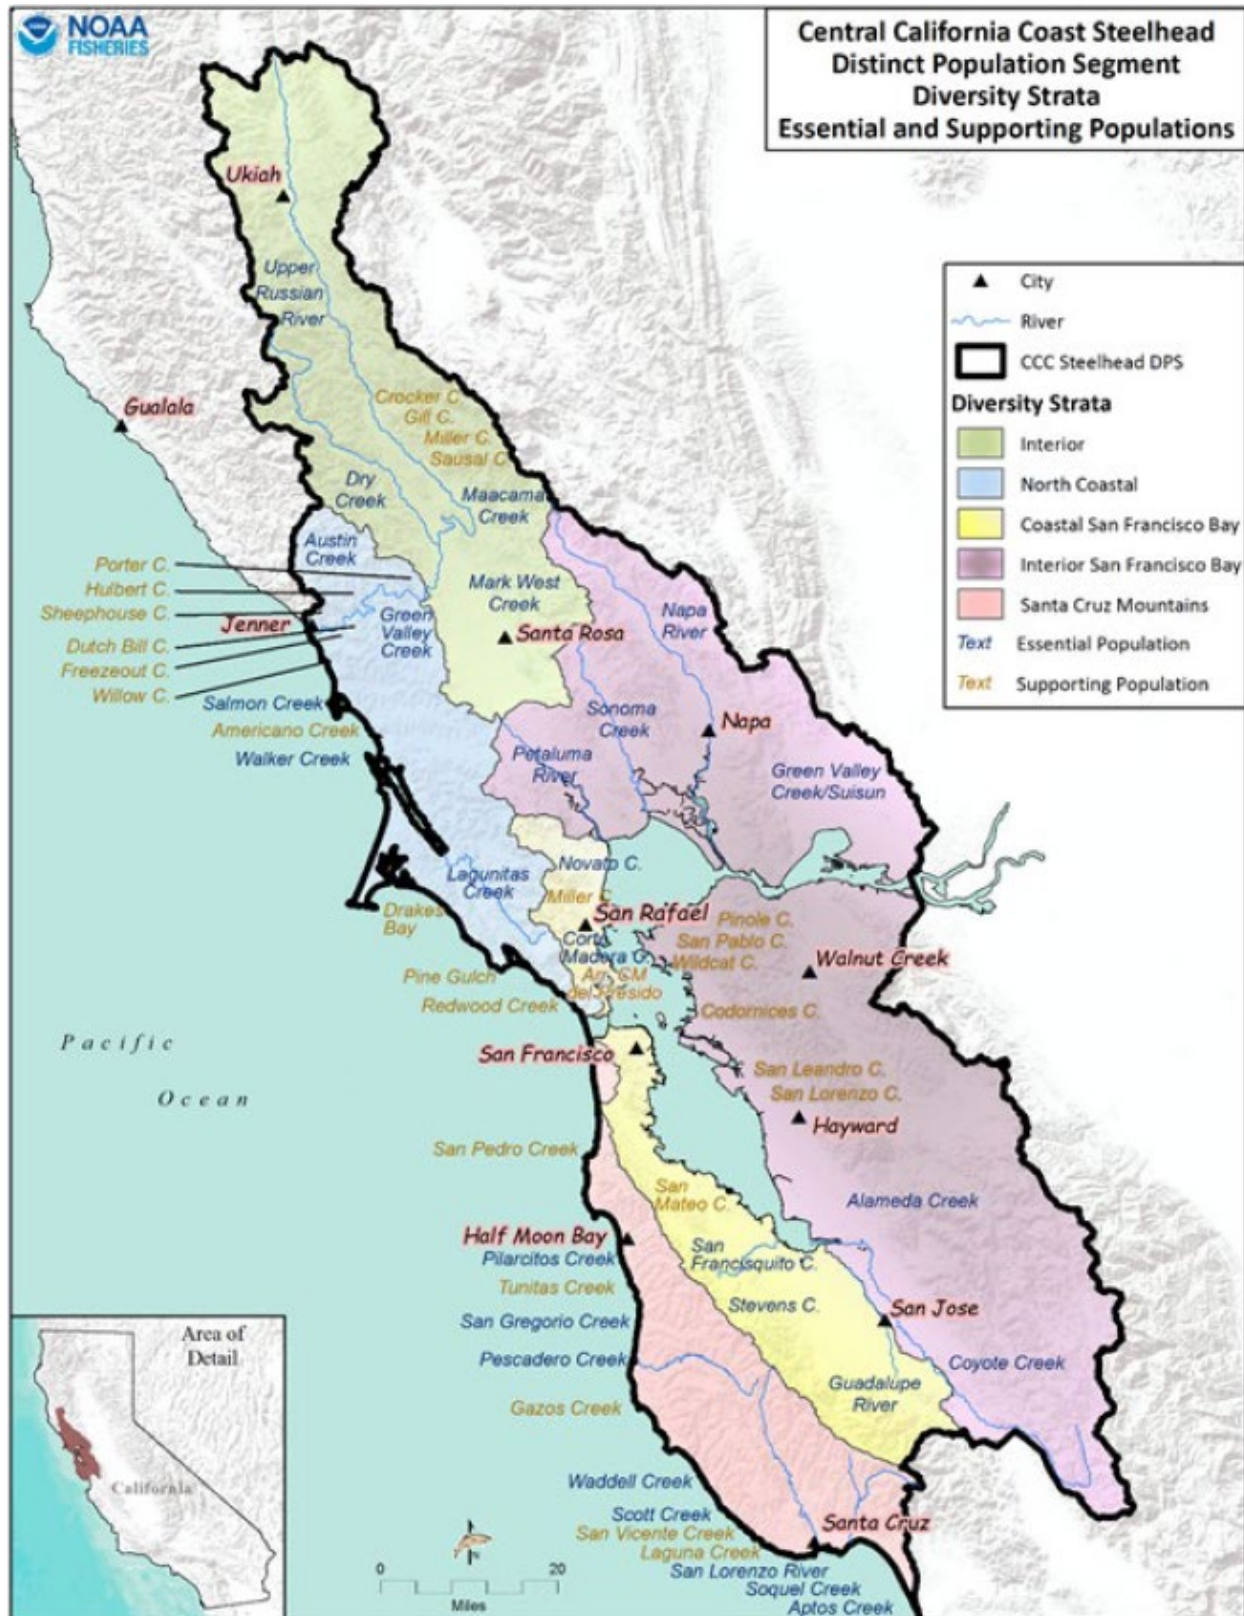 NOAA
FISHERIES
Central California Coast Steelhead
Distinct Population Segment
Diversity Strata
Essential and Supporting Populations
City
River
CCC Steelhead DPS
Diversity Strata
Interior
North Coastal
Coastal San Francisco Bay
Interior San Francisco Bay
Santa Cruz Mountains
Text Essential Population
Text Supporting Population
Ukiah
Upper
Russian
River
Gualala
Crocker C.
Gill C.
Miller C.
Sausal C.
Dry
Creek
Maacama
Creek
Austin
Creek
Porter C.
Hulbert C.
Sheephouse C.
Jenner
Dutch Bill C.
Freezeout C.
Willow C.
Green
Valley
Creek
Mark West
Creek
Santa Rosa
Napa
River
Salmon Creek
Americano Creek
Walker Creek
Sonoma
Creek
Napa
Petaluma
River
Green Valley
Creek/Suisun
Novato C.
Lagunitas
Creek
Miller C.
San Rafael
Drakes
Bay
Corte
Madera C.
Pinole C.
San Pablo C.
Wildcat C.
Walnut Creek
Arr. CM
del Presido
Pine Gulch
Redwood Creek
Codornices C.
Pacific
Ocean
San Francisco
San Leandro C.
San Lorenzo C.
Hayward
San Pedro Creek
San
Mateo C.
Alameda Creek
Half Moon Bay
Pilarcitos Creek
San
Francisquito C.
Tunitas Creek
Stevens C.
San Jose
San Gregorio Creek
Pescadero Creek
Coyote Creek
Guadalupe
River
Gazos Creek
Waddell Creek
Scott Creek
San Vicente Creek
Laguna Creek
Santa Cruz
San Lorenzo River
Soquel Creek
Aptos Creek
Area of
Detail
California
N
0 20
Miles